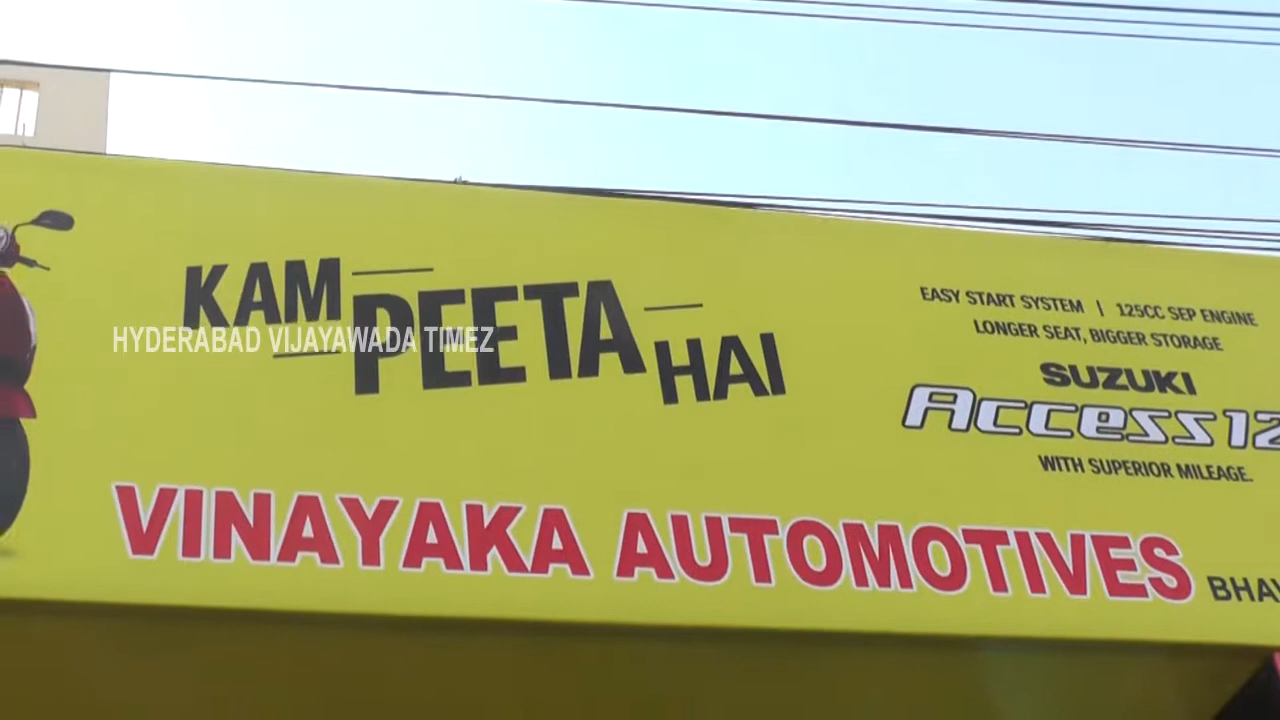 KAM PEETA HAI
HYDERABAD VIJAYAWADA TIMEZ
EASY START SYSTEM | 125CC SEP ENGINE
LONGER SEAT, BIGGER STORAGE
SUZUKI
Access 12
WITH SUPERIOR MILEAGE.
VINAYAKA AUTOMOTIVES